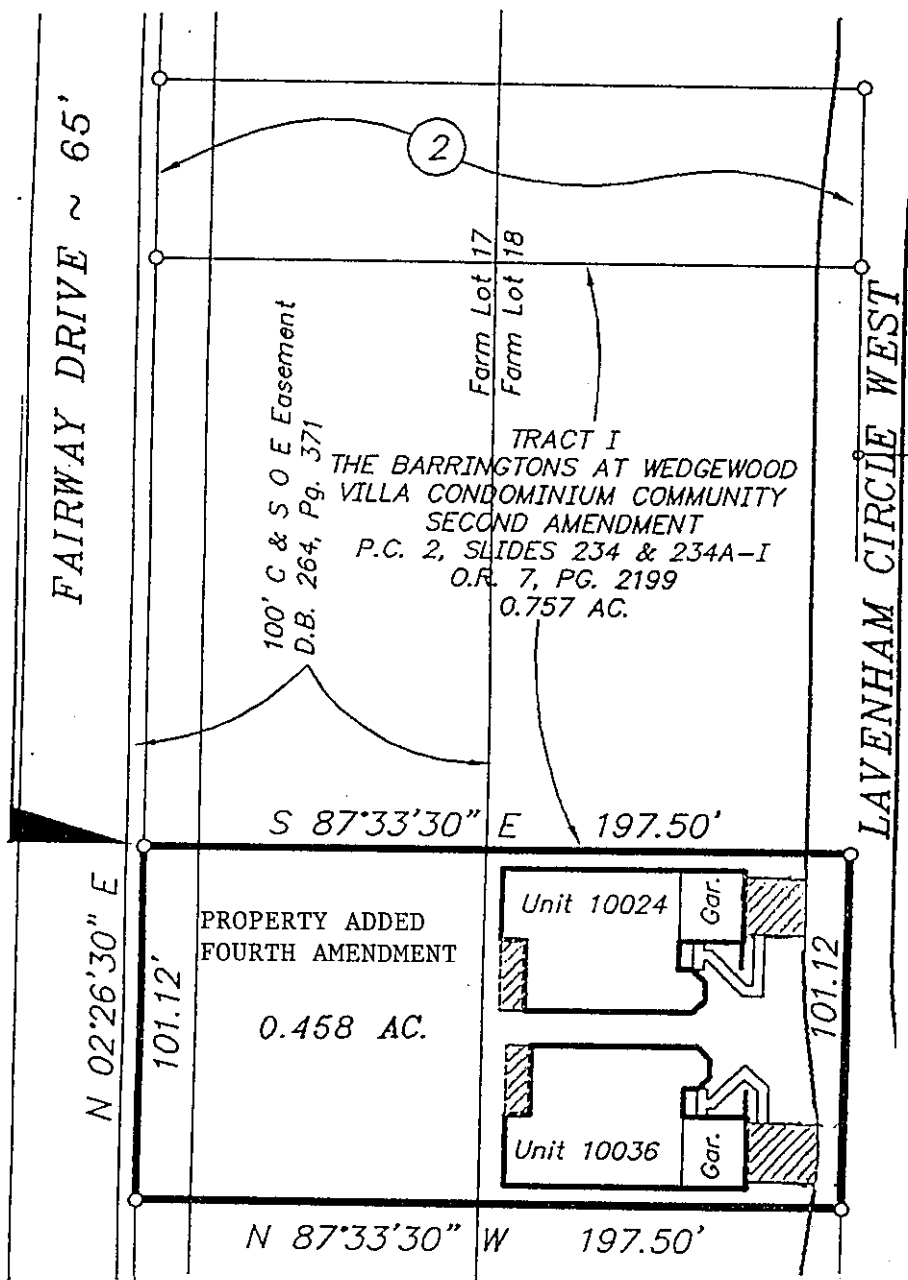 FAIRWAY DRIVE ~ 65'
2
Farm Lot 17
Farm Lot 18
100' C & S O E Easement
D.B. 264, Pg. 371
TRACT I
THE BARRINGTONS AT WEDGEWOOD
VILLA CONDOMINIUM COMMUNITY
SECOND AMENDMENT
P.C. 2, SLIDES 234 & 234A-I
O.R. 7, PG. 2199
0.757 AC.
LAVENHAM CIRCLE WEST
S 87°33'30" E 197.50'
N 02°26'30" E
101.12'
PROPERTY ADDED
FOURTH AMENDMENT
0.458 AC.
Unit 10024
Gar.
101.12
Unit 10036
Gar.
N 87°33'30" W 197.50'